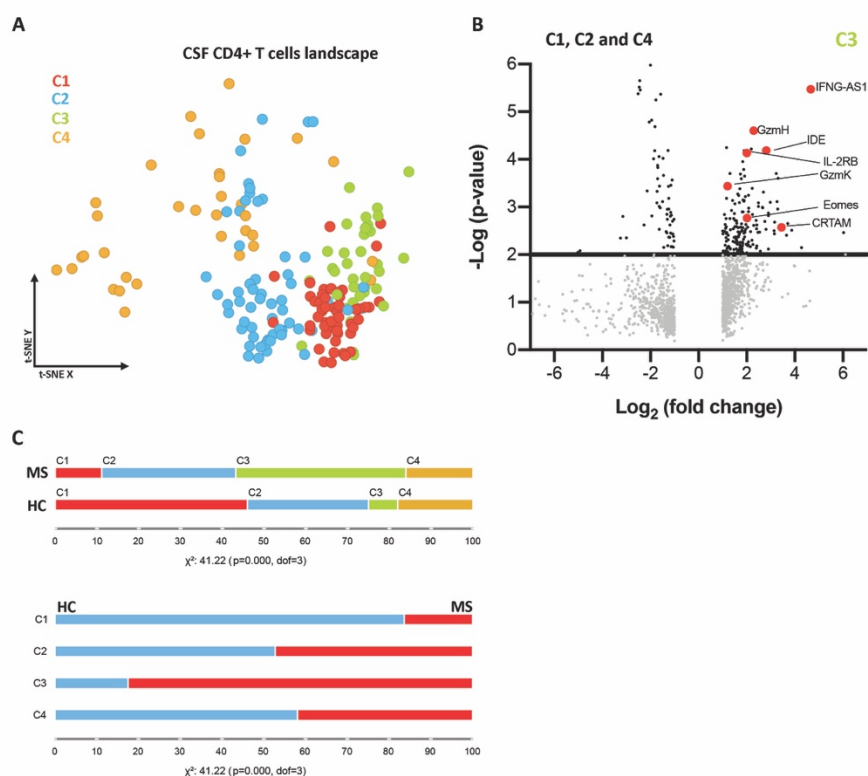 A
CSF CD4+ T cells landscape
C1
C2
C3
C4
t-SNE Y
t-SNE X
B
C1, C2 and C4
C3
6
5
4
3
2
1
0
-Log (p-value)
IFNG-AS1
GzmH
IDE
IL-2RB
GzmK
Eomes
CRTAM
-6 -4 -2 0 2 4 6
Log2 (fold change)
C
C1 C2 C3 C4
MS
C1 C2 C3 C4
HC
0 10 20 30 40 50 60 70 80 90 100
χ²: 41.22 (p=0.000, dof=3)
HC MS
C1
C2
C3
C4
0 10 20 30 40 50 60 70 80 90 100
χ²: 41.22 (p=0.000, dof=3)